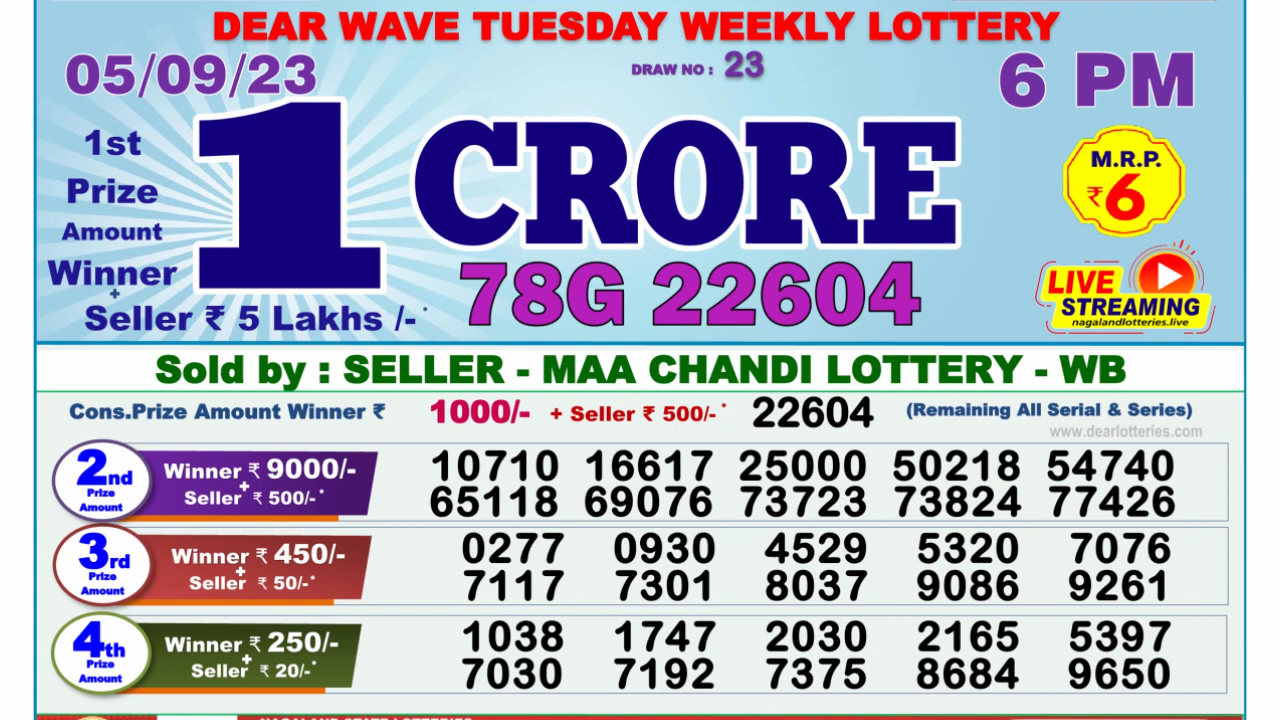 DEAR WAVE TUESDAY WEEKLY LOTTERY
05/09/23
DRAW NO : 23
6 PM
1st
Prize
Amount
Winner
+
Seller ₹ 5 Lakhs /-*
1 CRORE
78G 22604
M.R.P.
₹6
LIVE
STREAMING
nagalandlotteries.live
Sold by : SELLER - MAA CHANDI LOTTERY - WB
Cons.Prize Amount Winner ₹ 1000/- + Seller ₹ 500/-* 22604 (Remaining All Serial & Series)
www.dearlotteries.com
2nd
Prize
Amount
Winner ₹ 9000/-
+
Seller ₹ 500/-*
10710 16617 25000 50218 54740
65118 69076 73723 73824 77426
3rd
Prize
Amount
Winner ₹ 450/-
+
Seller ₹ 50/-*
0277 0930 4529 5320 7076
7117 7301 8037 9086 9261
4th
Prize
Amount
Winner ₹ 250/-
+
Seller ₹ 20/-*
1038 1747 2030 2165 5397
7030 7192 7375 8684 9650
NAGALAND STATE LOTTERIES